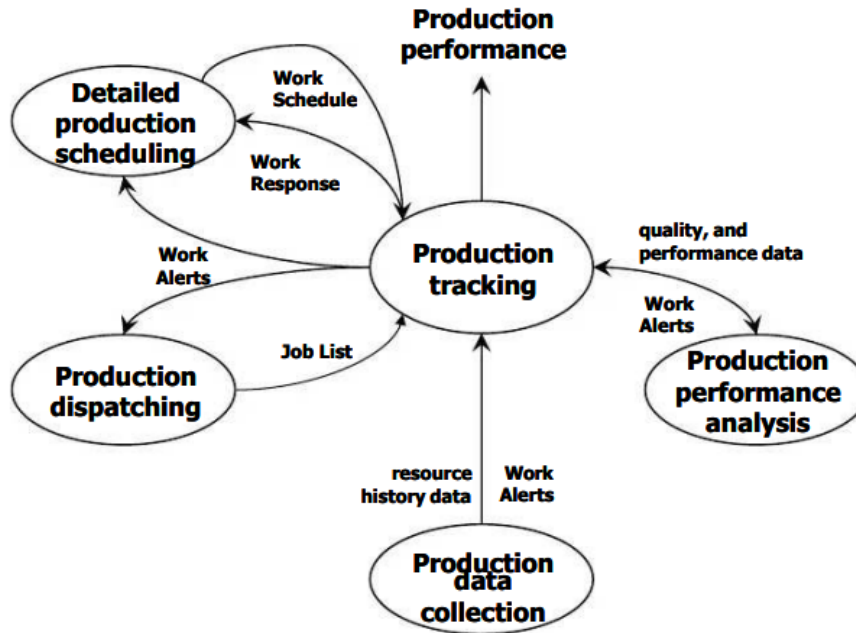 Production
performance
Detailed
production
scheduling
Work
Schedule
Work
Response
Production
tracking
quality, and
performance data
Work
Alerts
Work
Alerts
Job List
Production
dispatching
Production
performance
analysis
resource
history data
Work
Alerts
Production
data
collection